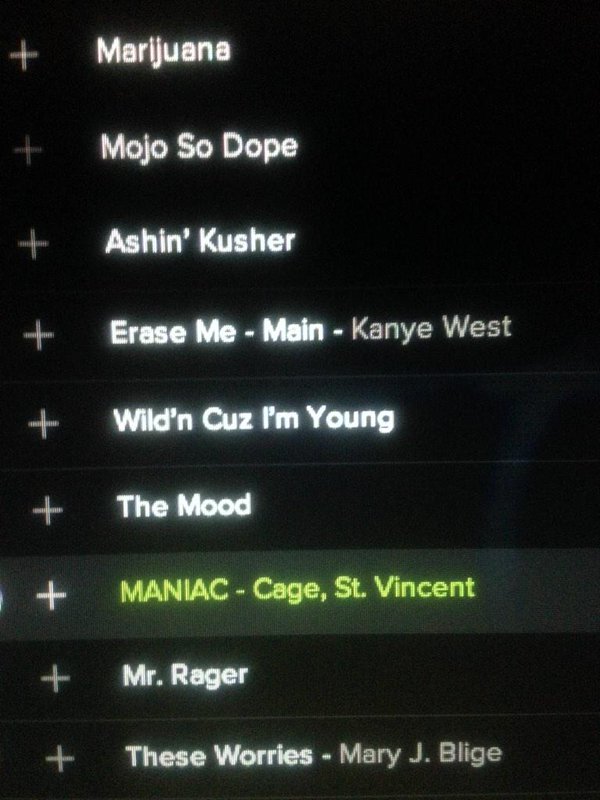 Marijuana
Mojo So Dope
Ashin' Kusher
Erase Me - Main - Kanye West
Wild'n Cuz I'm Young
The Mood
MANIAC - Cage, St. Vincent
Mr. Rager
These Worries - Mary J. Blige